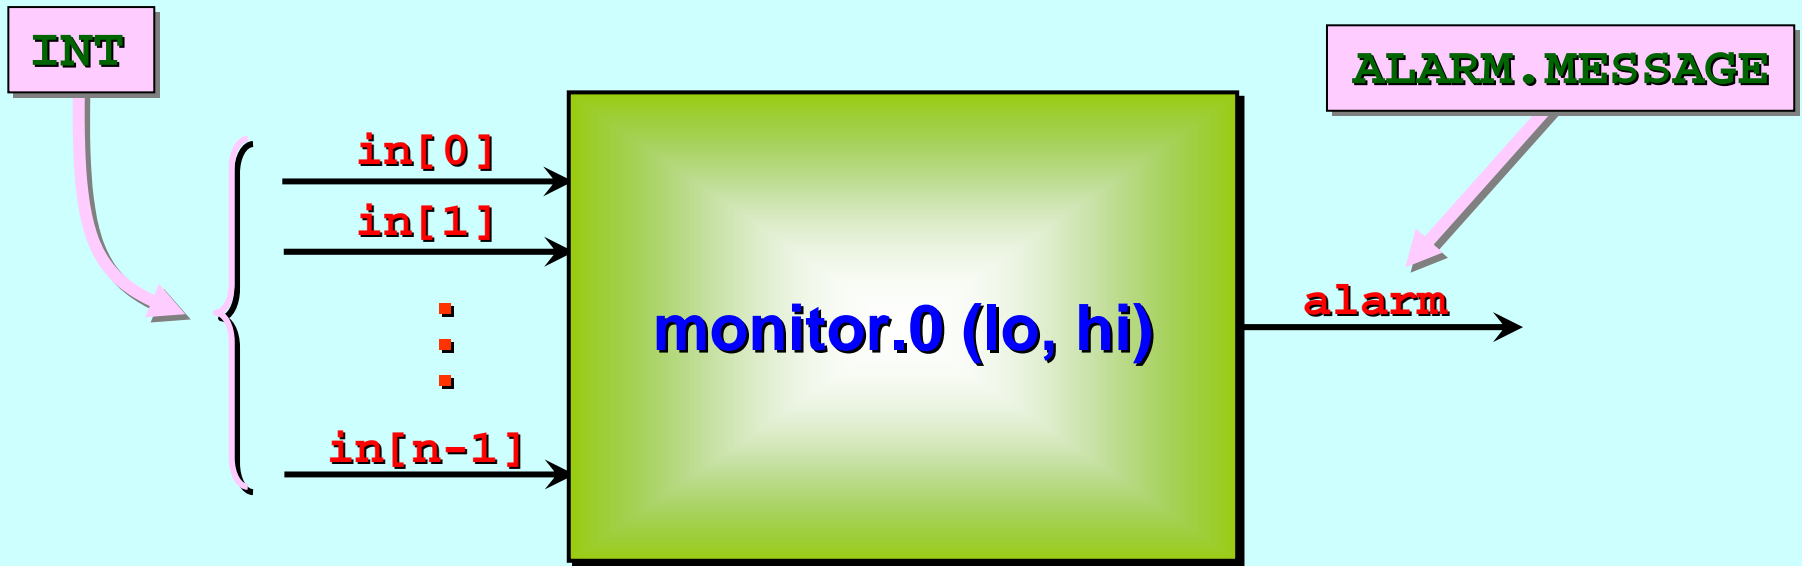 INT
ALARM.MESSAGE
in[0]
in[1]
alarm
monitor.0 (lo, hi)
in[n-1]